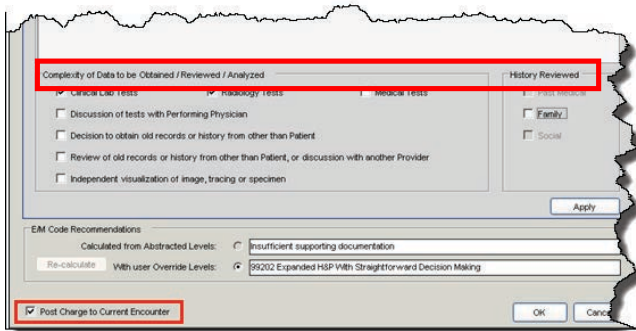 Complexity of Data to be Obtained / Reviewed / Analyzed
History Reviewed
Clinical Lab Tests
Radiology Tests
Medical Tests
Past Medical
Discussion of tests with Performing Physician
Family
Decision to obtain old records or history from other than Patient
Social
Review of old records or history from other than Patient, or discussion with another Provider
Independent visualization of image, tracing or specimen
Apply
E/M Code Recommendations
Calculated from Abstracted Levels:
Insufficient supporting documentation
Re-calculate
With user Override Levels:
99202 Expanded H&P With Straightforward Decision Making
Post Charge to Current Encounter
OK
Canc